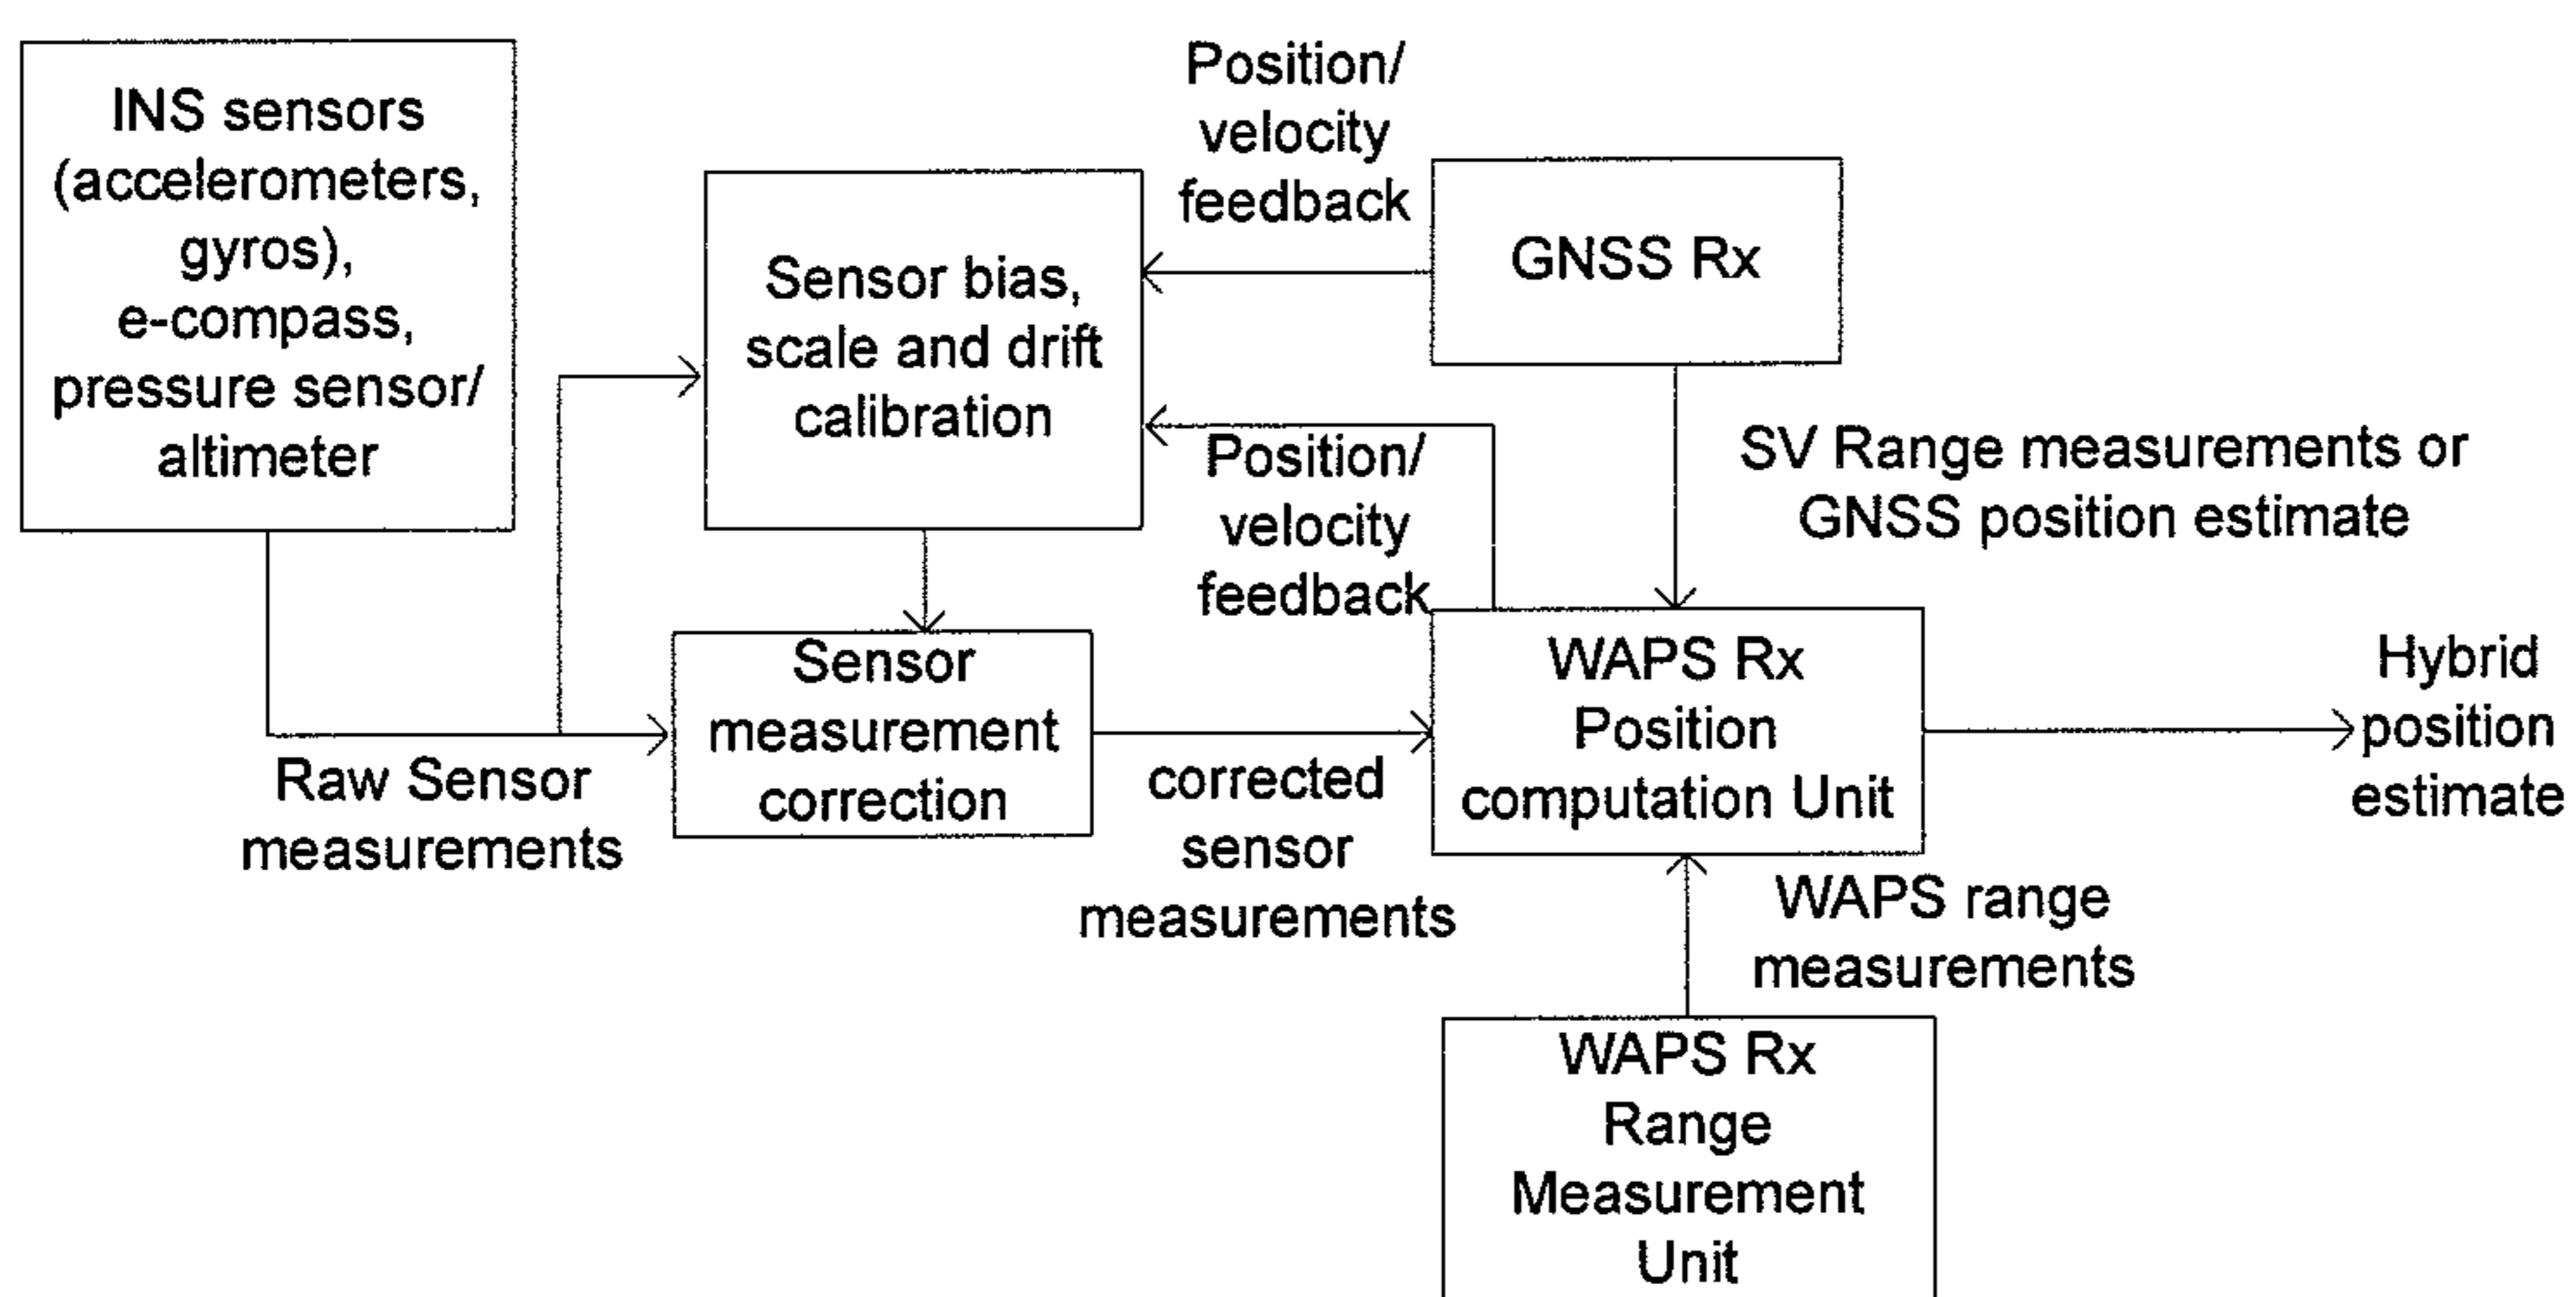 INS sensors
(accelerometers,
gyros),
e-compass,
pressure sensor/
altimeter
Sensor bias,
scale and drift
calibration
Position/
velocity
feedback
GNSS Rx
Position/
velocity
feedback
SV Range measurements or
GNSS position estimate
Raw Sensor
measurements
Sensor
measurement
correction
corrected
sensor
measurements
WAPS Rx
Position
computation Unit
Hybrid
position
estimate
WAPS range
measurements
WAPS Rx
Range
Measurement
Unit